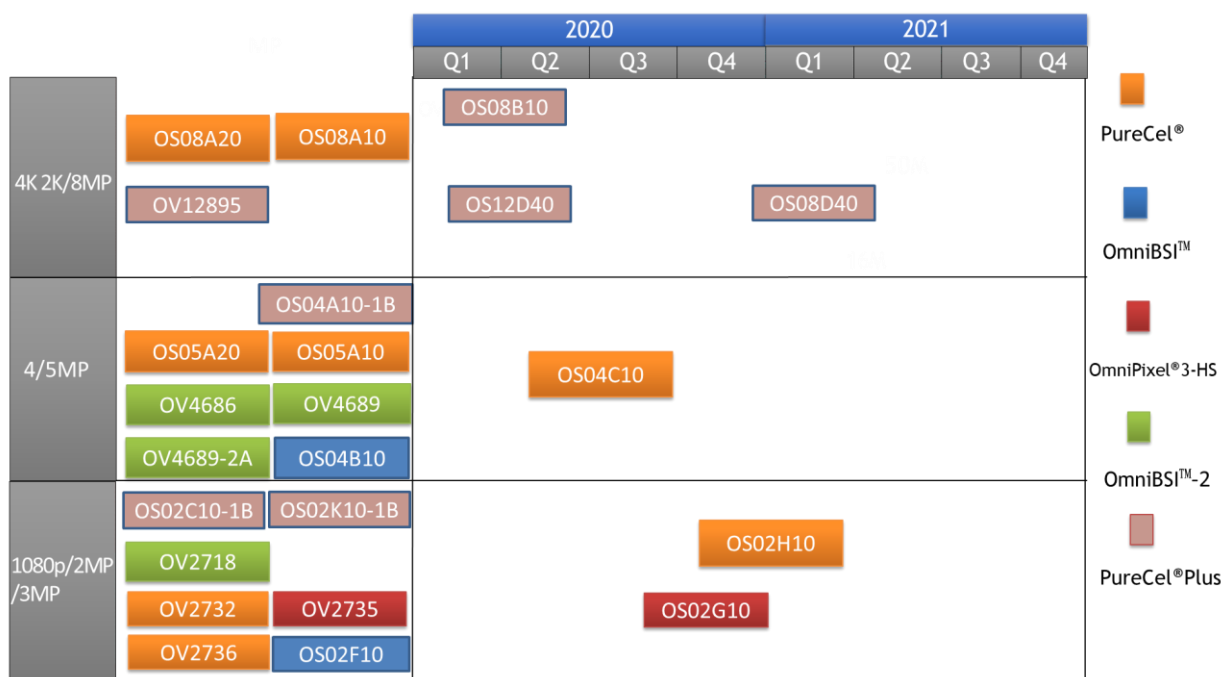 2020 2021
Q1 Q2 Q3 Q4 Q1 Q2 Q3 Q4
4K 2K/8MP
OS08A20 OS08A10
OV12895
OS08B10
OS12D40 OS08D40
4/5MP
OS04A10-1B
OS05A20 OS05A10
OV4686 OV4689
OV4689-2A OS04B10
OS04C10
1080p/2MP
/3MP
OS02C10-1B OS02K10-1B
OV2718
OV2732 OV2735
OV2736 OS02F10
OS02H10
OS02G10
PureCel®
OmniBSI™
OmniPixel®3-HS
OmniBSI™-2
PureCel®Plus